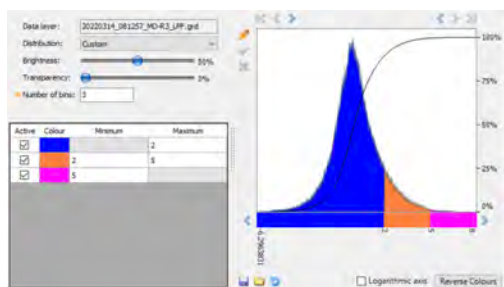 Data layer: 20220314_081257_MD-R3_LPF.grd
Distribution: Custom
Brightness: 50%
Transparency: 0%
Number of bins: 3
Active Colour Minimum Maximum
2
2 5
5
100%
75%
50%
25%
0%
2 5
Logarithmic axis Reverse Colours